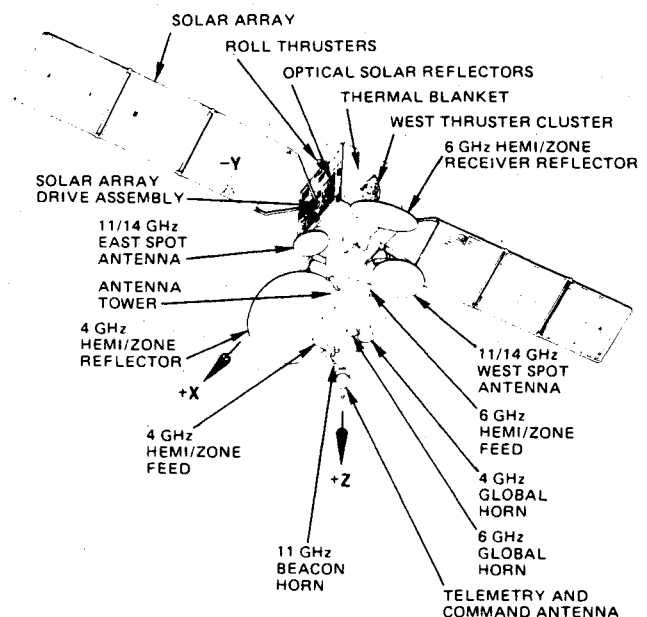 SOLAR ARRAY
ROLL THRUSTERS
OPTICAL SOLAR REFLECTORS
THERMAL BLANKET
WEST THRUSTER CLUSTER
6 GHz HEMI/ZONE
RECEIVER REFLECTOR
-Y
SOLAR ARRAY
DRIVE ASSEMBLY
11/14 GHz
EAST SPOT
ANTENNA
ANTENNA
TOWER
4 GHz
HEMI/ZONE
REFLECTOR
+X
4 GHz
HEMI/ZONE
FEED
+Z
11 GHz
BEACON
HORN
11/14 GHz
WEST SPOT
ANTENNA
6 GHz
HEMI/ZONE
FEED
4 GHz
GLOBAL
HORN
6 GHz
GLOBAL
HORN
TELEMETRY AND
COMMAND ANTENNA